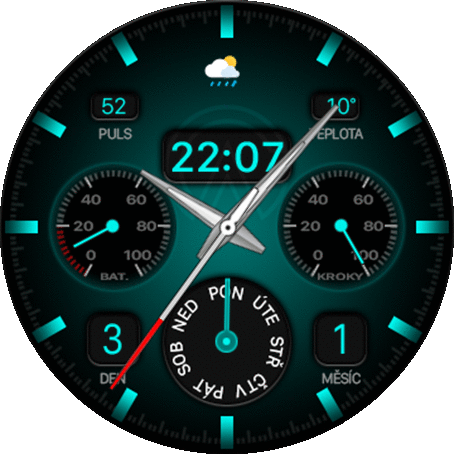 52
10°
PULS
EPLOTA
22:07
40 60
20 80
0 100
BAT.
40 60
20 80
0 100
KROKY
PON ÚTE STŘ ČTV PÁT SOB NED
3
1
DEN
MĚSÍC